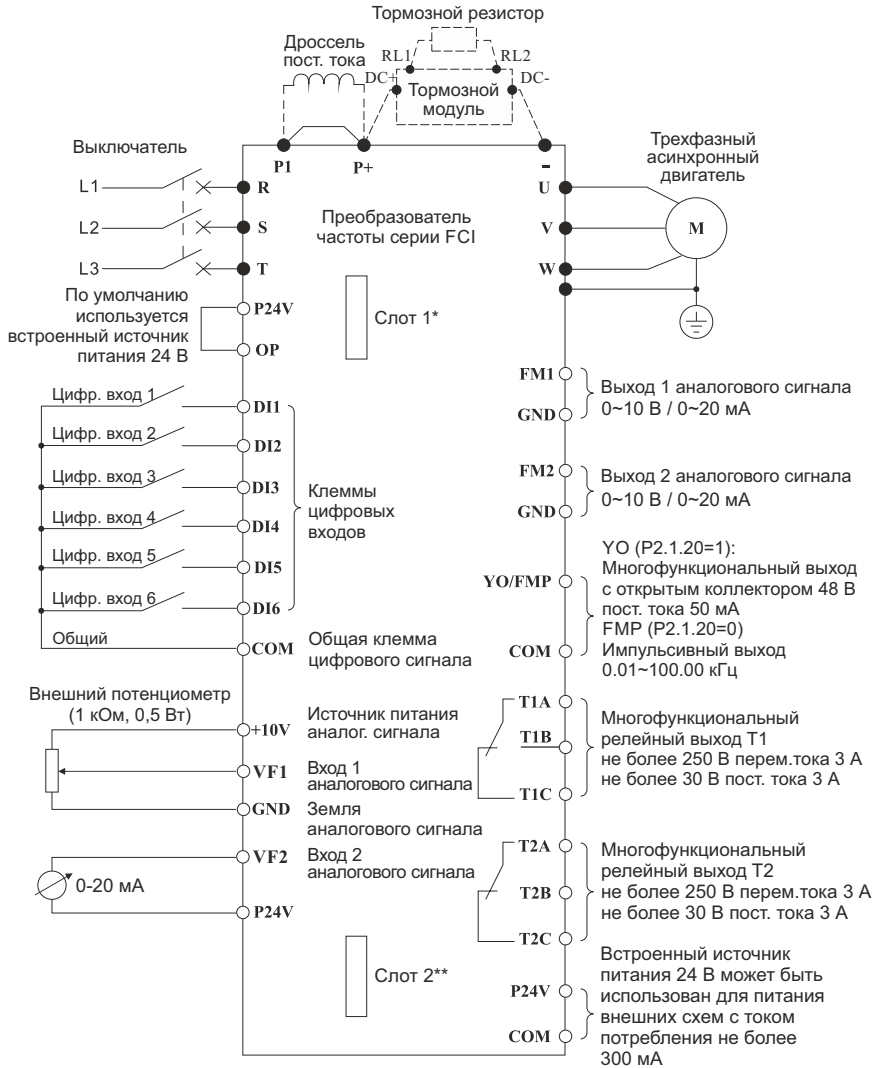 Тормозной резистор
Дроссель
пост. тока
RL1
RL2
DC+
DC-
Тормозной
модуль
Выключатель
P1
P+
-
Трехфазный
асинхронный
двигатель
L1
R
U
L2
S
V
M
L3
T
W
Преобразователь
частоты серии FCI
По умолчанию
используется
встроенный источник
питания 24 В
P24V
OP
Слот 1*
Цифр. вход 1
DI1
Цифр. вход 2
DI2
Цифр. вход 3
DI3
Цифр. вход 4
DI4
Цифр. вход 5
DI5
Цифр. вход 6
DI6
Общий
COM
Клеммы
цифровых
входов
Общая клемма
цифрового сигнала
FM1
GND
Выход 1 аналогового сигнала
0~10 В / 0~20 мА
FM2
GND
Выход 2 аналогового сигнала
0~10 В / 0~20 мА
YO/FMP
COM
YO (P2.1.20=1):
Многофункциональный выход
с открытым коллектором 48 В
пост. тока 50 мА
FMP (P2.1.20=0)
Импульсивный выход
0.01~100.00 кГц
Внешний потенциометр
(1 кОм, 0,5 Вт)
+10V
Источник питания
аналог. сигнала
VF1
Вход 1
аналогового сигнала
GND
Земля
аналогового сигнала
VF2
Вход 2
аналогового сигнала
0-20 мА
P24V
T1A
T1B
T1C
Многофункциональный
релейный выход T1
не более 250 В перем.тока 3 А
не более 30 В пост. тока 3 А
T2A
T2B
T2C
Многофункциональный
релейный выход T2
не более 250 В перем.тока 3 А
не более 30 В пост. тока 3 А
Слот 2**
P24V
COM
Встроенный источник
питания 24 В может быть
использован для питания
внешних схем с током
потребления не более
300 мА